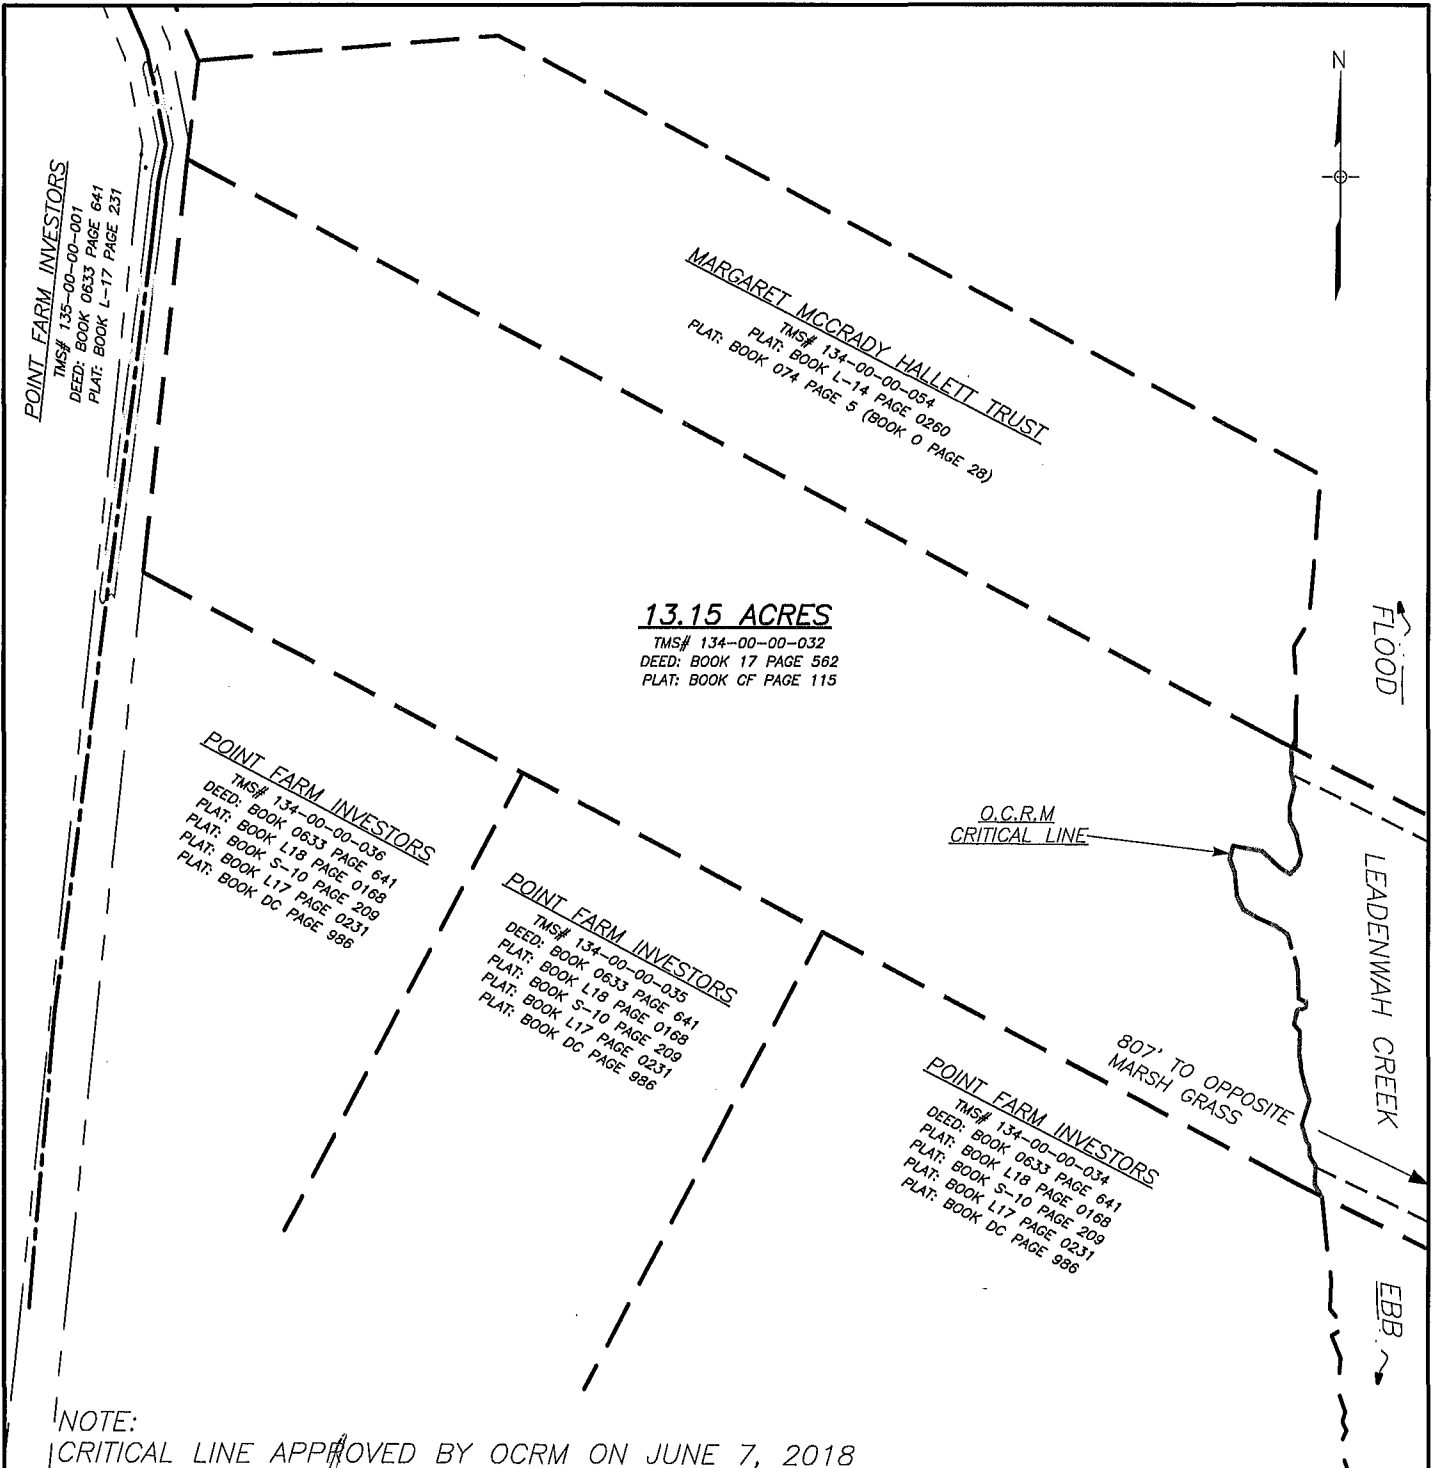 N
POINT FARM INVESTORS
TMS# 135-00-00-001
DEED: BOOK 0633 PAGE 641
PLAT: BOOK L-17 PAGE 231
MARGARET MCCRADY HALLETT TRUST
TMS# 134-00-00-054
PLAT: BOOK L-14 PAGE 0260
PLAT: BOOK 074 PAGE 5 (BOOK O PAGE 28)
13.15 ACRES
TMS# 134-00-00-032
DEED: BOOK 17 PAGE 562
PLAT: BOOK CF PAGE 115
FLOOD
POINT FARM INVESTORS
TMS# 134-00-00-036
DEED: BOOK 0633 PAGE 641
PLAT: BOOK L18 PAGE 0168
PLAT: BOOK S-10 PAGE 209
PLAT: BOOK L17 PAGE 0231
PLAT: BOOK DC PAGE 986
POINT FARM INVESTORS
TMS# 134-00-00-035
DEED: BOOK 0633 PAGE 641
PLAT: BOOK L18 PAGE 0168
PLAT: BOOK S-10 PAGE 209
PLAT: BOOK L17 PAGE 0231
PLAT: BOOK DC PAGE 986
O.C.R.M
CRITICAL LINE
LEADENWAH CREEK
807' TO OPPOSITE
MARSH GRASS
POINT FARM INVESTORS
TMS# 134-00-00-034
DEED: BOOK 0633 PAGE 641
PLAT: BOOK L18 PAGE 0168
PLAT: BOOK S-10 PAGE 209
PLAT: BOOK L17 PAGE 0231
PLAT: BOOK DC PAGE 986
EBB
NOTE:
CRITICAL LINE APPROVED BY OCRM ON JUNE 7, 2018